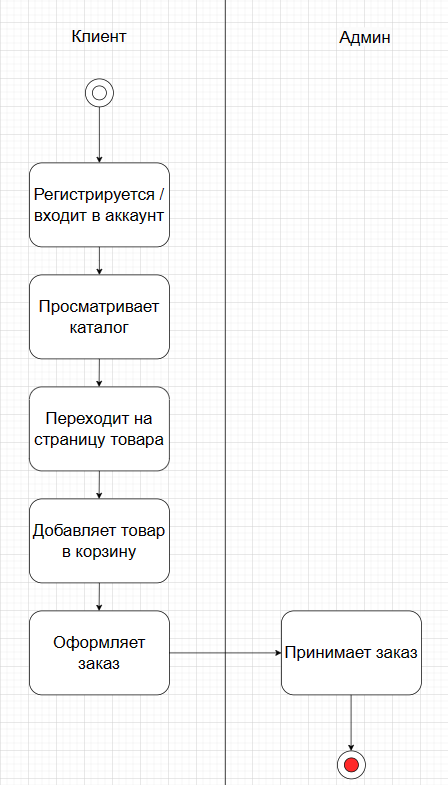 Клиент
Админ
Регистрируется /
входит в аккаунт
Просматривает
каталог
Переходит на
страницу товара
Добавляет товар
в корзину
Оформляет
заказ
Принимает заказ